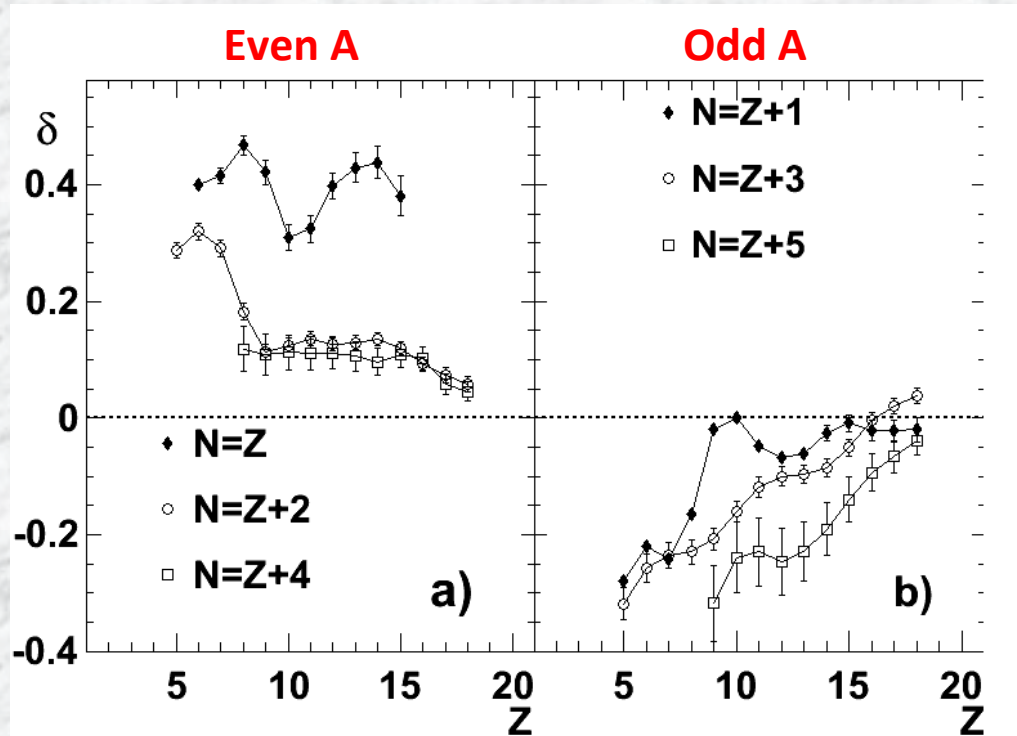 Even A
Odd A
δ
0.4
0.2
0
-0.2
-0.4
N=Z
N=Z+2
N=Z+4
a)
5
10
15
20
Z
N=Z+1
N=Z+3
N=Z+5
b)
5
10
15
20
Z